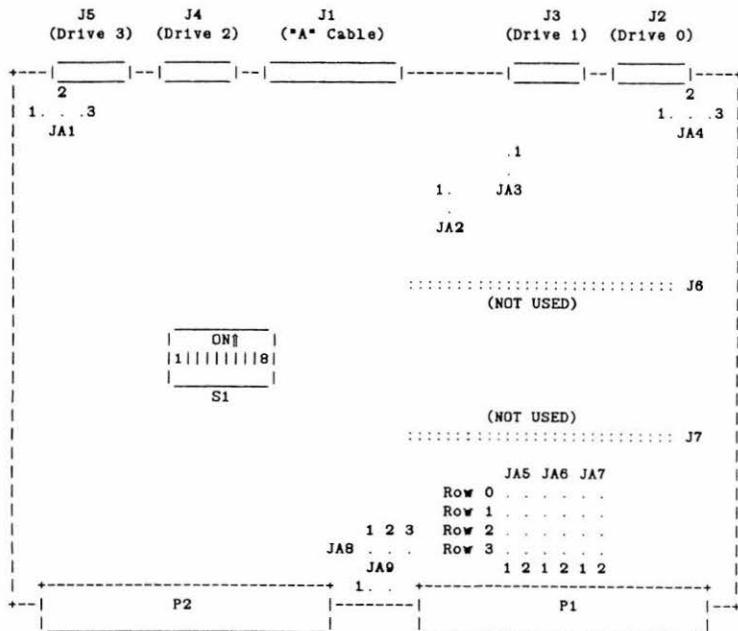 J5 J4 J1 J3 J2
(Drive 3) (Drive 2) ("A" Cable) (Drive 1) (Drive 0)
2 2
1 . . . 3 1 . . . 3
JA1 JA4
. 1
.
1 . JA3
.
JA2
J6
(NOT USED)
ON⇑
1||||||||8
S1
(NOT USED)
J7
JA5 JA6 JA7
Row 0 . . . . . .
Row 1 . . . . . .
1 2 3 Row 2 . . . . . .
JA8 . . . Row 3 . . . . . .
JA9 1 2 1 2 1 2
1 . .
P2 P1